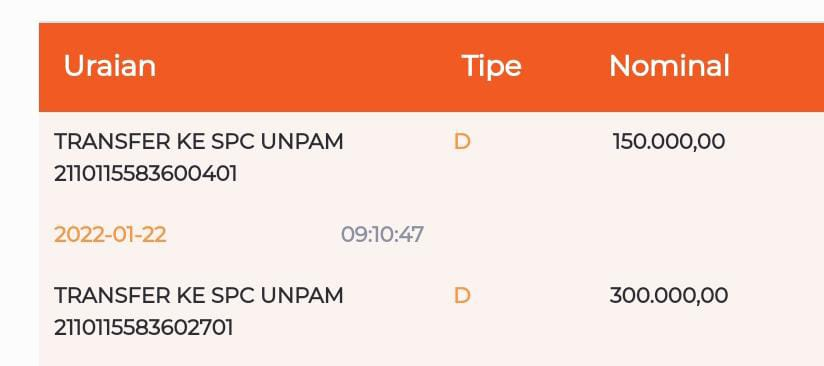 Uraian Tipe Nominal
TRANSFER KE SPC UNPAM D 150.000,00
2110115583600401
2022-01-22 09:10:47
TRANSFER KE SPC UNPAM D 300.000,00
2110115583602701